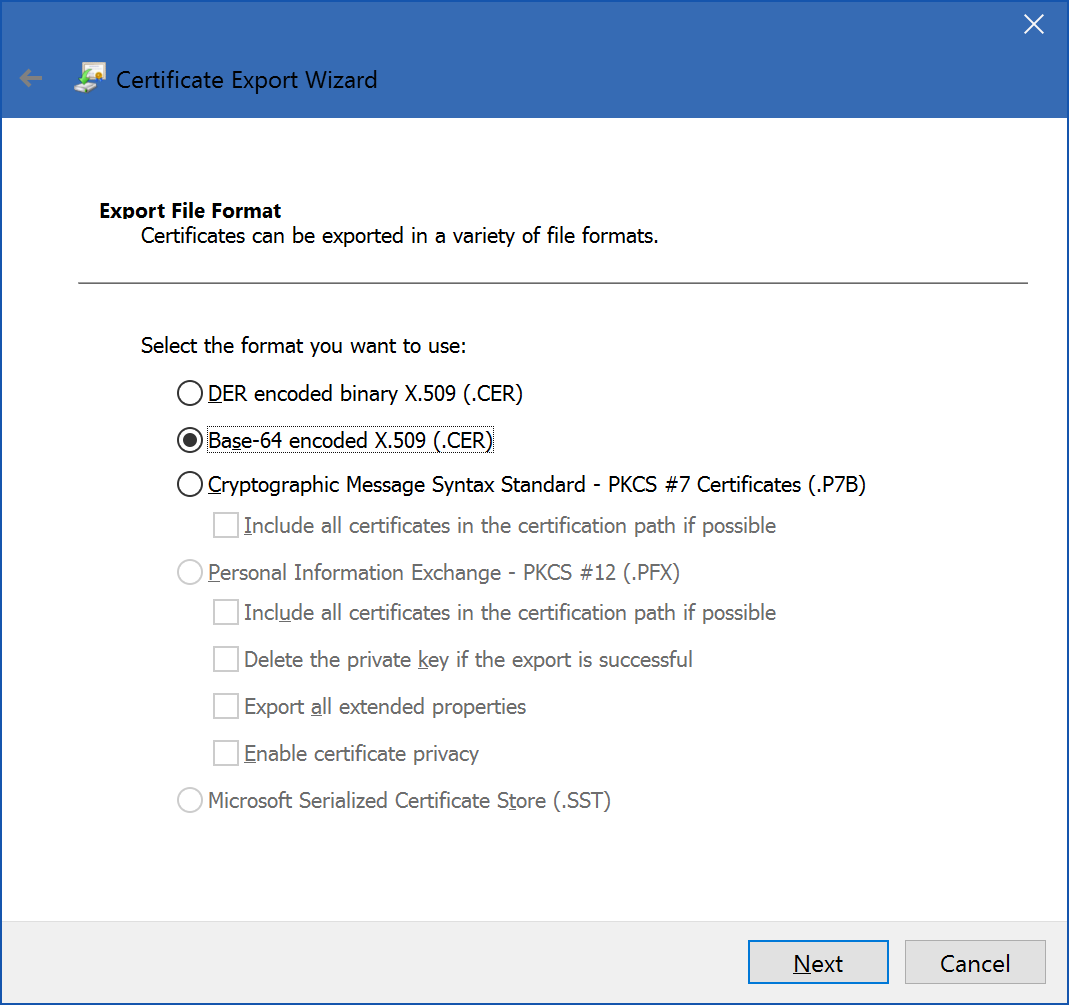 Certificate Export Wizard
Export File Format
Certificates can be exported in a variety of file formats.
Select the format you want to use:
DER encoded binary X.509 (.CER)
Base-64 encoded X.509 (.CER)
Cryptographic Message Syntax Standard - PKCS #7 Certificates (.P7B)
Include all certificates in the certification path if possible
Personal Information Exchange - PKCS #12 (.PFX)
Include all certificates in the certification path if possible
Delete the private key if the export is successful
Export all extended properties
Enable certificate privacy
Microsoft Serialized Certificate Store (.SST)
Next
Cancel